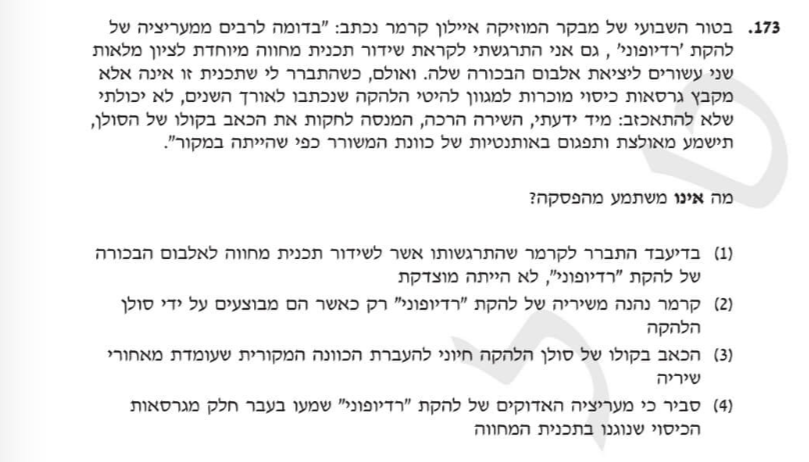 173. בטור השבועי של מבקר המוזיקה איילון קרמר נכתב: "בדומה לרבים ממעריציה של
להקת 'רדיופוני' , גם אני התרגשתי לקראת שידור תכנית מחווה מיוחדת לציון מלאות
שני עשורים ליציאת אלבום הבכורה שלה. ואולם, כשהתברר לי שתכנית זו אינה אלא
מקבץ גרסאות כיסוי מוכרות למגוון להיטי הלהקה שנכתבו לאורך השנים, לא יכולתי
שלא להתאכזב: מיד ידעתי, השירה הרכה, המנסה לחקות את הכאב בקולו של הסולן,
תישמע מאולצת ותפגום באותנטיות של כוונת המשורר כפי שהייתה במקור".
מה אינו משתמע מהפסקה?
(1) בדיעבד התברר לקרמר שהתרגשותו אשר לשידור תכנית מחווה לאלבום הבכורה
של להקת "רדיופוני", לא הייתה מוצדקת
(2) קרמר נהנה משיריה של להקת "רדיופוני" רק כאשר הם מבוצעים על ידי סולן
הלהקה
(3) הכאב בקולו של סולן הלהקה חיוני להעברת הכוונה המקורית שעומדת מאחורי
שיריה
(4) סביר כי מעריציה האדוקים של להקת "רדיופוני" שמעו בעבר חלק מגרסאות
הכיסוי שנוגנו בתכנית המחווה